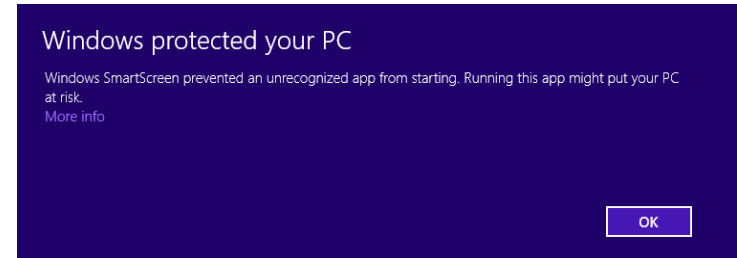 Windows protected your PC
Windows SmartScreen prevented an unrecognized app from starting. Running this app might put your PC
at risk.
More info
OK